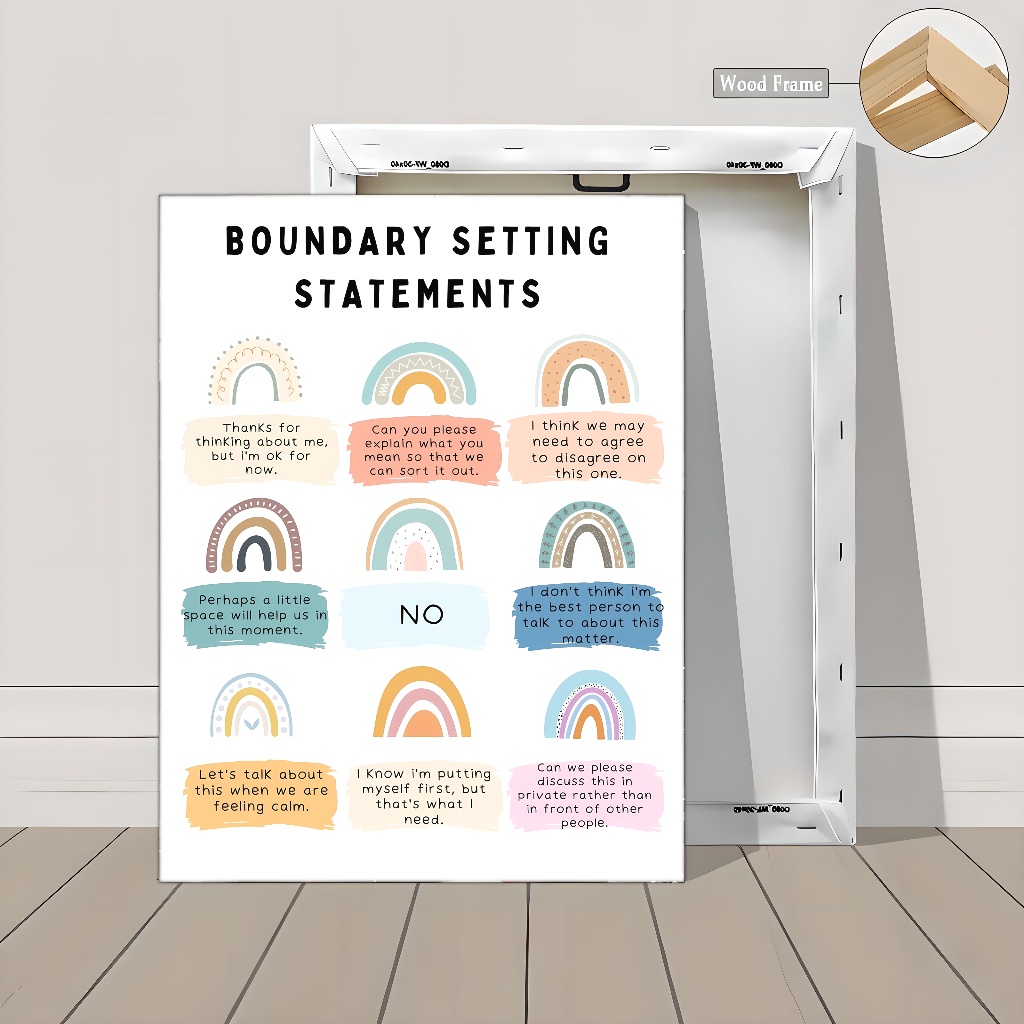 Wood Frame
BOUNDARY SETTING
STATEMENTS
Thanks for
thinking about me,
but i'm ok for
now.
Can you please
explain what you
mean so that we
can sort it out.
I think we may
need to agree
to disagree on
this one.
Perhaps a little
space will help us in
this moment.
NO
I don't think i'm
the best person to
talk to about this
matter.
Let's talk about
this when we are
feeling calm.
I know i'm putting
myself first, but
that's what I
need.
Can we please
discuss this in
private rather than
in front of other
people.